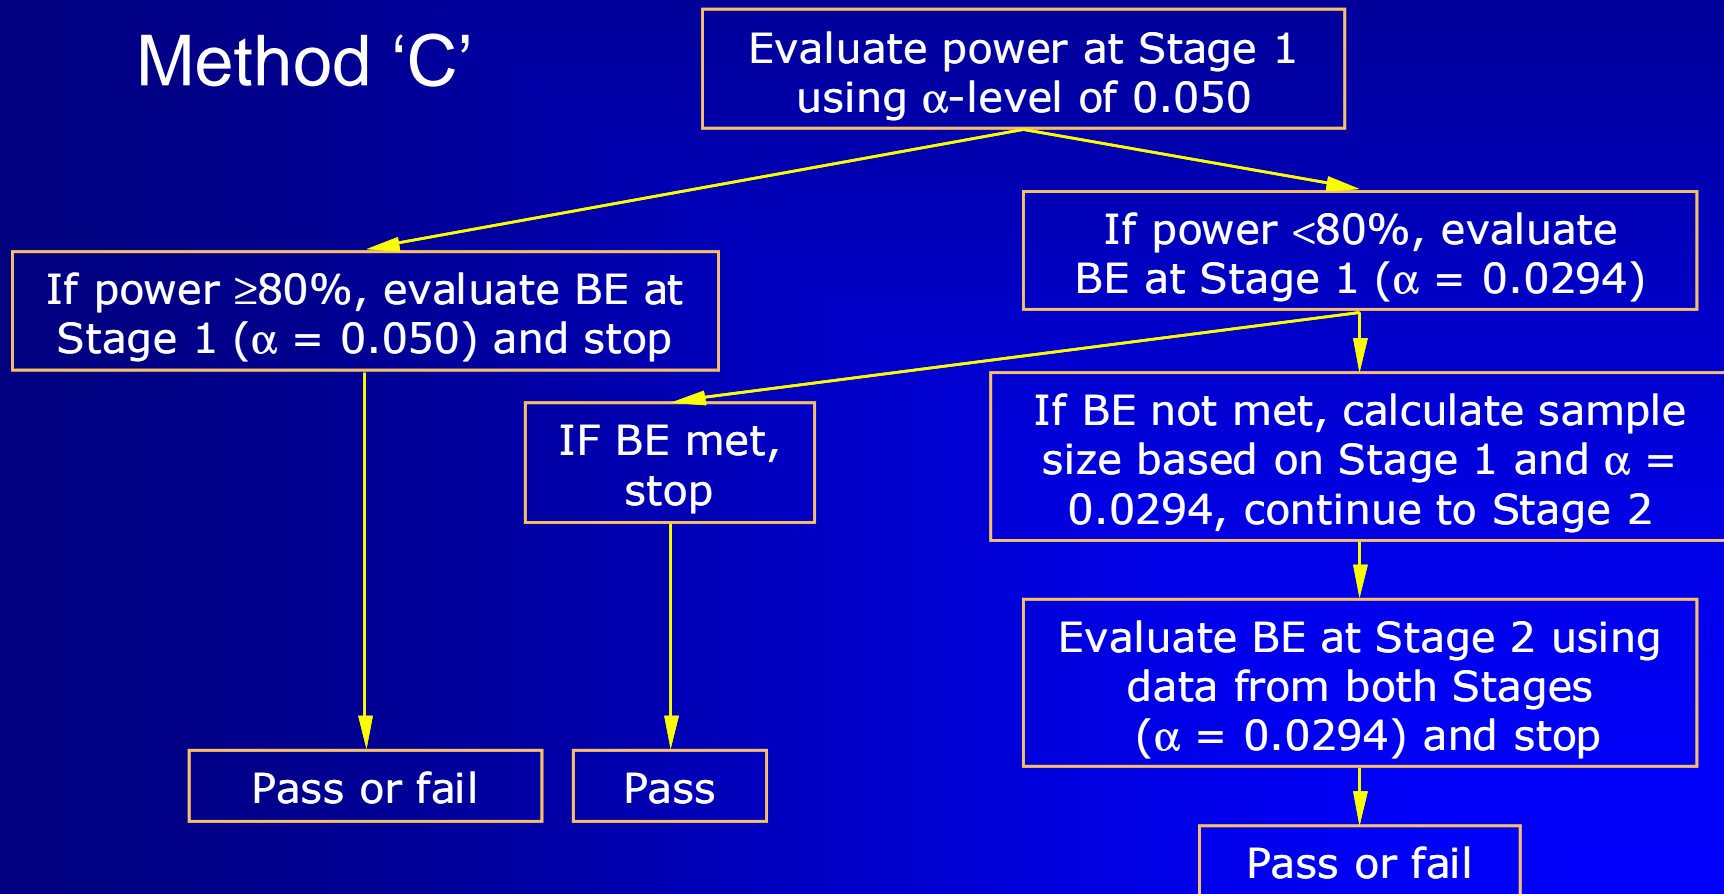 Method ‘C’
Evaluate power at Stage 1
using α-level of 0.050
If power <80%, evaluate
BE at Stage 1 (α = 0.0294)
If power ≥80%, evaluate BE at
Stage 1 (α = 0.050) and stop
IF BE met,
stop
If BE not met, calculate sample
size based on Stage 1 and α =
0.0294, continue to Stage 2
Evaluate BE at Stage 2 using
data from both Stages
(α = 0.0294) and stop
Pass or fail
Pass
Pass or fail